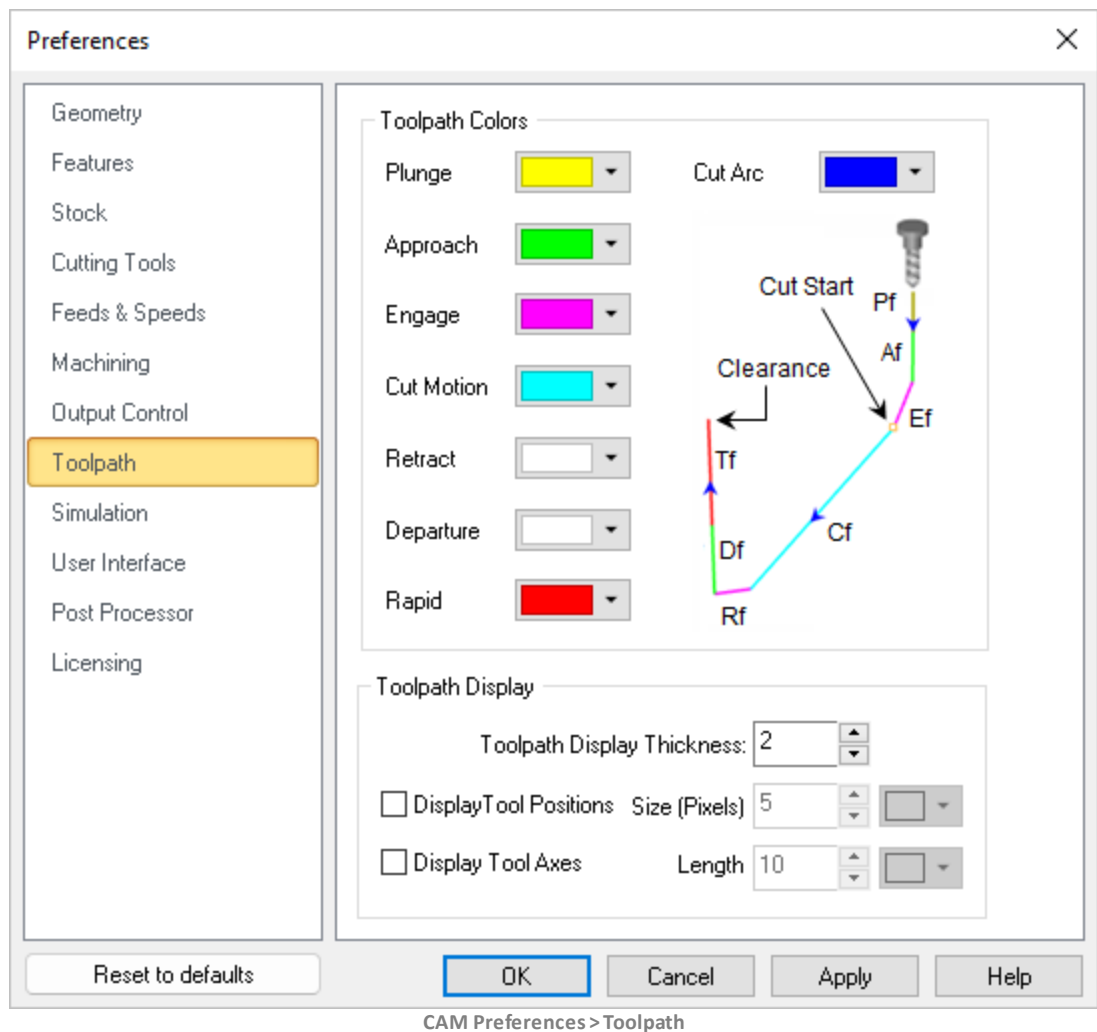 Preferences
Geometry
Features
Stock
Cutting Tools
Feeds & Speeds
Machining
Output Control
Toolpath
Simulation
User Interface
Post Processor
Licensing
Toolpath Colors
Plunge
Cut Arc
Approach
Engage
Cut Motion
Retract
Departure
Rapid
Cut Start
Pf
Af
Clearance
Ef
Tf
Cf
Df
Rf
Toolpath Display
Toolpath Display Thickness: 2
DisplayTool Positions Size (Pixels) 5
Display Tool Axes Length 10
Reset to defaults OK Cancel Apply Help
CAM Preferences > Toolpath